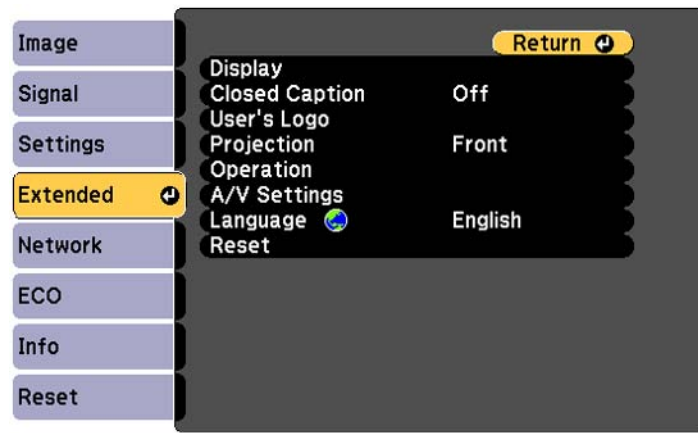 Image
Signal
Settings
Extended
Network
ECO
Info
Reset
Return
Display
Closed Caption Off
User's Logo
Projection Front
Operation
A/V Settings
Language English
Reset